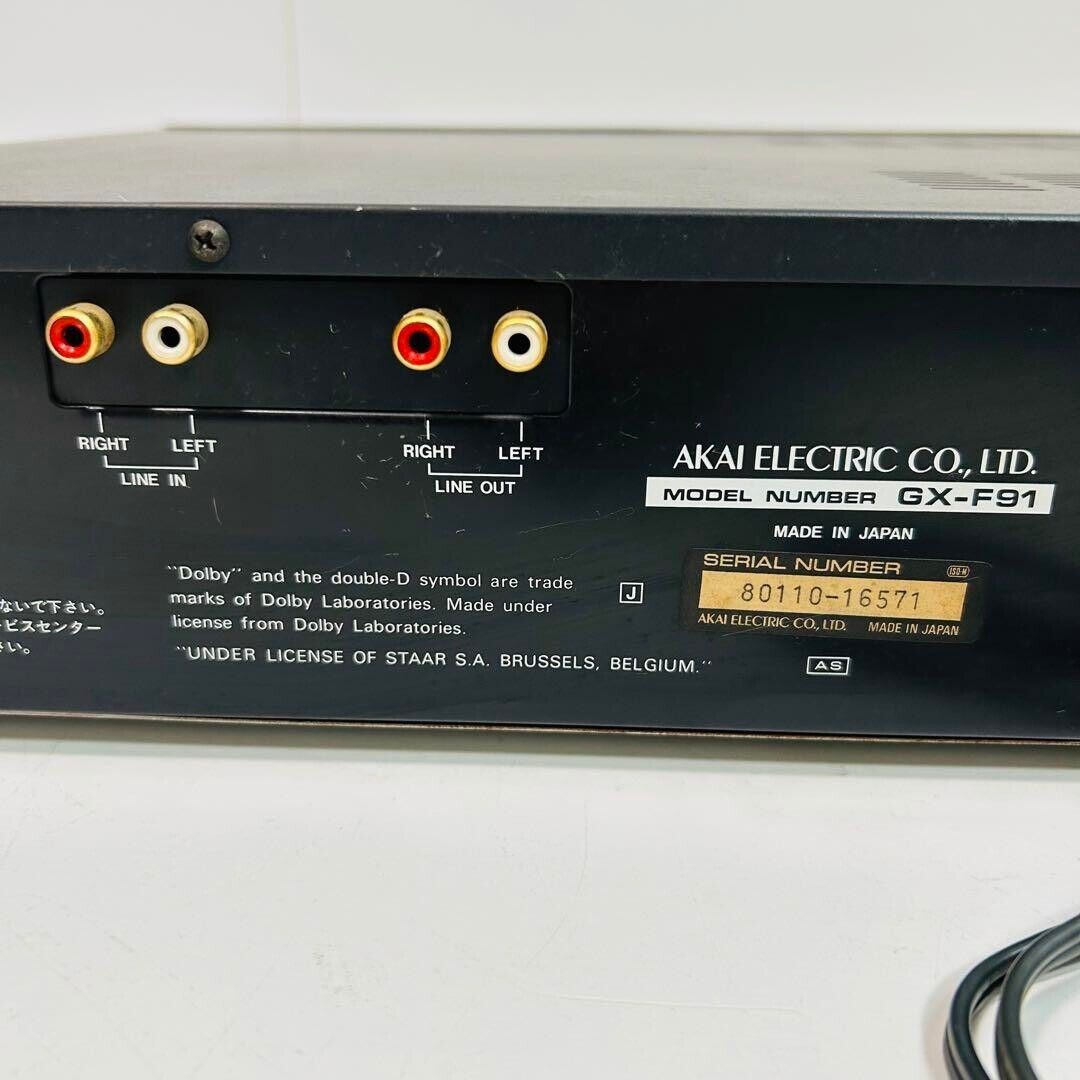 RIGHT LEFT
LINE IN
RIGHT LEFT
LINE OUT
AKAI ELECTRIC CO., LTD.
MODEL NUMBER GX-F91
MADE IN JAPAN
SERIAL NUMBER
80110-16571
AKAI ELECTRIC CO., LTD. MADE IN JAPAN
ないで下さい。
ービスセンター
さい。
"Dolby" and the double-D symbol are trade
marks of Dolby Laboratories. Made under
license from Dolby Laboratories.
"UNDER LICENSE OF STAAR S.A. BRUSSELS, BELGIUM."
J
AS